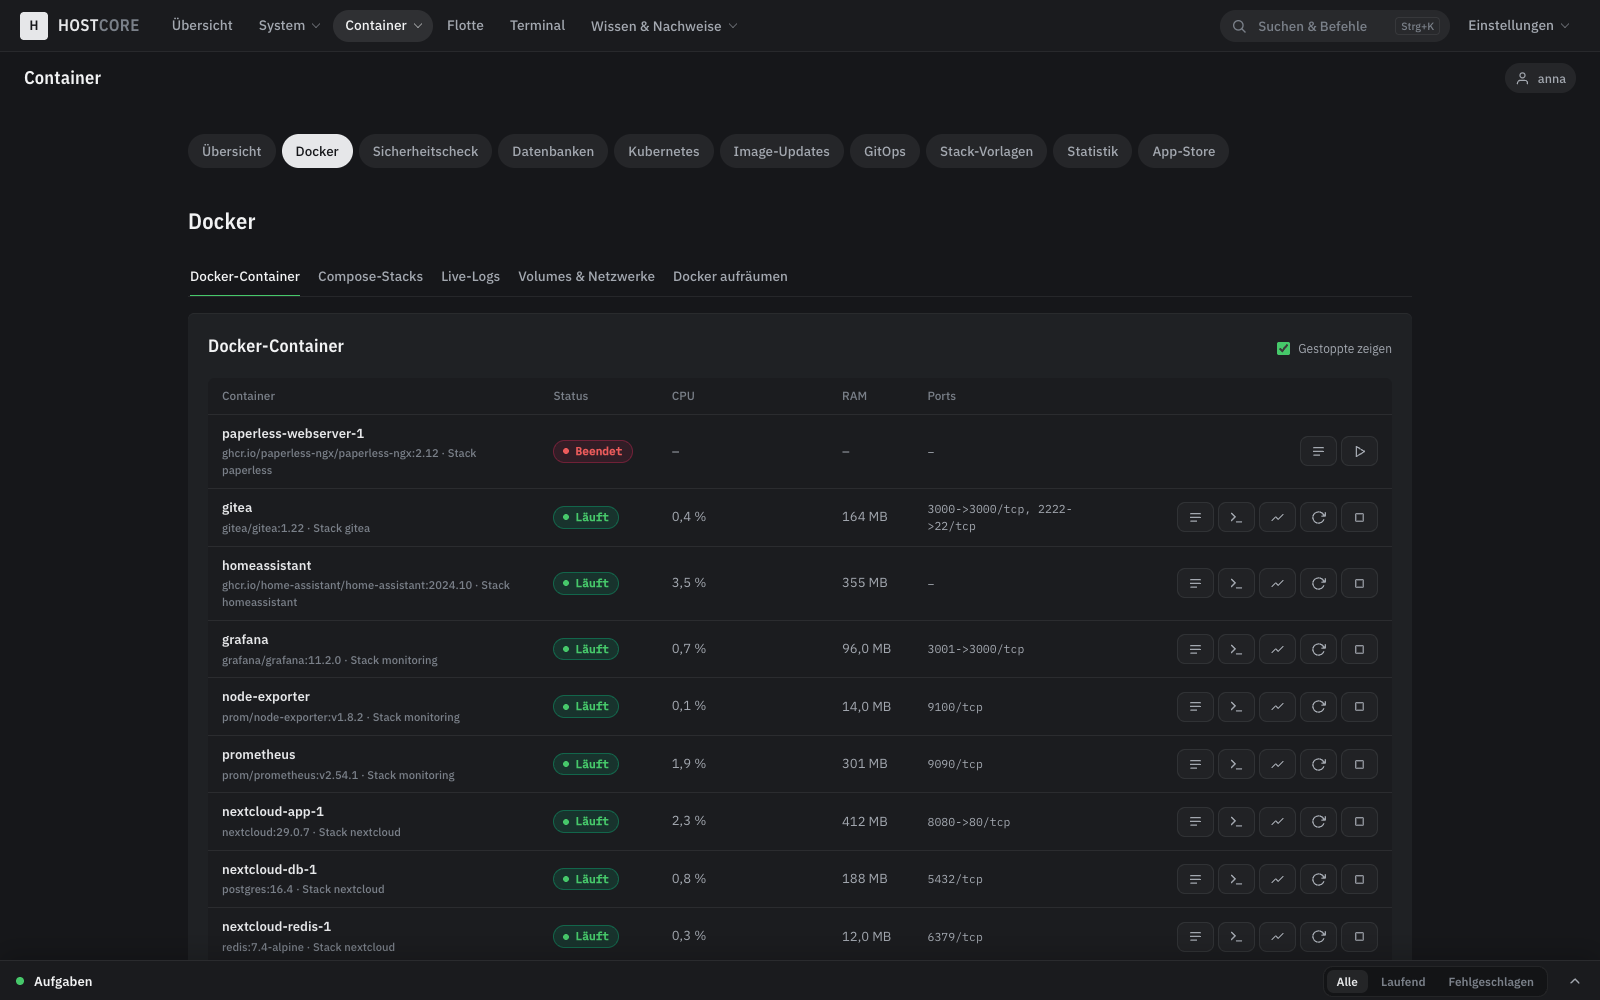 H HOSTCORE Übersicht System Container Flotte Terminal Wissen & Nachweise Suchen & Befehle Strg+K Einstellungen
Container anna
Übersicht Docker Sicherheitscheck Datenbanken Kubernetes Image-Updates GitOps Stack-Vorlagen Statistik App-Store
Docker
Docker-Container Compose-Stacks Live-Logs Volumes & Netzwerke Docker aufräumen
Docker-Container Gestoppte zeigen
Container Status CPU RAM Ports
paperless-webserver-1
ghcr.io/paperless-ngx/paperless-ngx:2.12 · Stack
paperless
Beendet – – –
gitea
gitea/gitea:1.22 · Stack gitea
Läuft 0,4 % 164 MB 3000->3000/tcp, 2222-
>22/tcp
homeassistant
ghcr.io/home-assistant/home-assistant:2024.10 · Stack
homeassistant
Läuft 3,5 % 355 MB –
grafana
grafana/grafana:11.2.0 · Stack monitoring
Läuft 0,7 % 96,0 MB 3001->3000/tcp
node-exporter
prom/node-exporter:v1.8.2 · Stack monitoring
Läuft 0,1 % 14,0 MB 9100/tcp
prometheus
prom/prometheus:v2.54.1 · Stack monitoring
Läuft 1,9 % 301 MB 9090/tcp
nextcloud-app-1
nextcloud:29.0.7 · Stack nextcloud
Läuft 2,3 % 412 MB 8080->80/tcp
nextcloud-db-1
postgres:16.4 · Stack nextcloud
Läuft 0,8 % 188 MB 5432/tcp
nextcloud-redis-1
redis:7.4-alpine · Stack nextcloud
Läuft 0,3 % 12,0 MB 6379/tcp
Aufgaben Alle Laufend Fehlgeschlagen